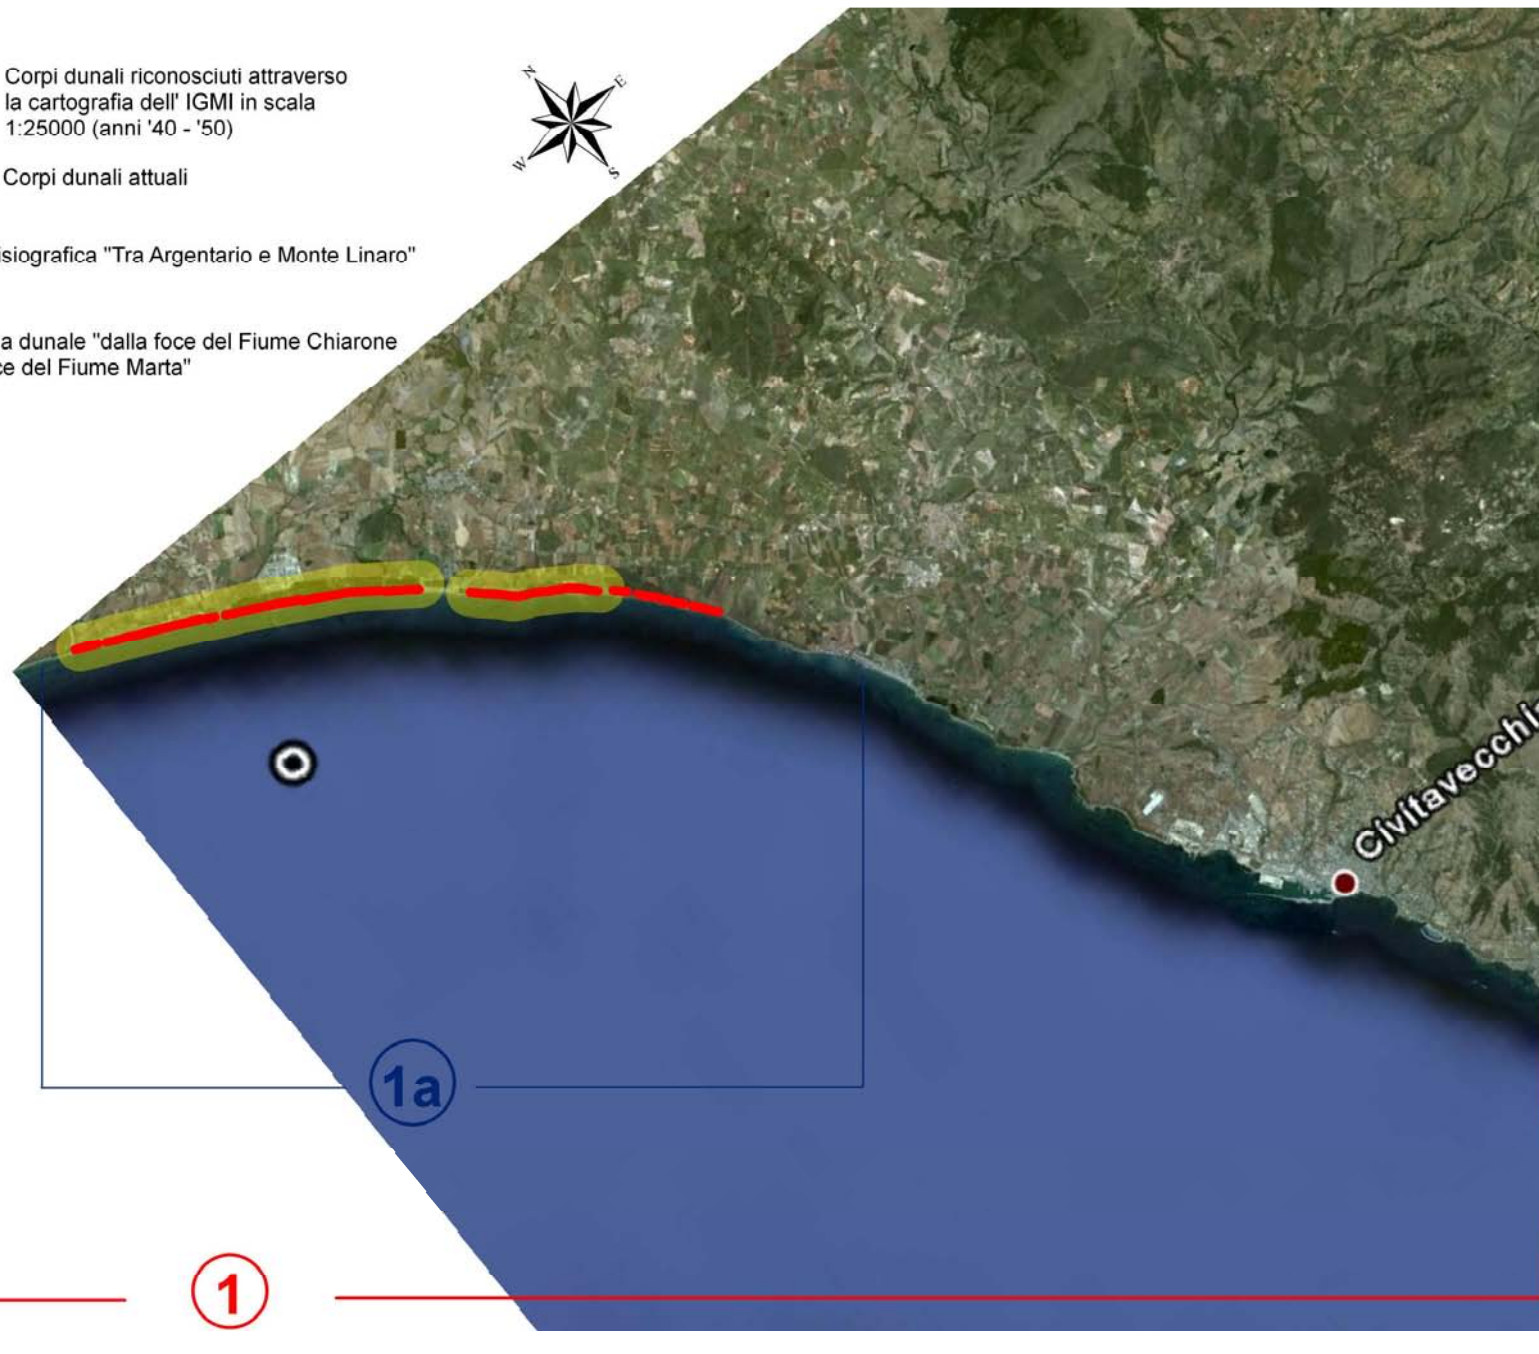 Corpi dunali riconosciuti attraverso
la cartografia dell' IGMI in scala
1:25000 (anni '40 - '50)
Corpi dunali attuali
isiografica "Tra Argentario e Monte Linaro"
a dunale "dalla foce del Fiume Chiarone
ce del Fiume Marta"
N
E
W
S
Civitavecchi
1a
1